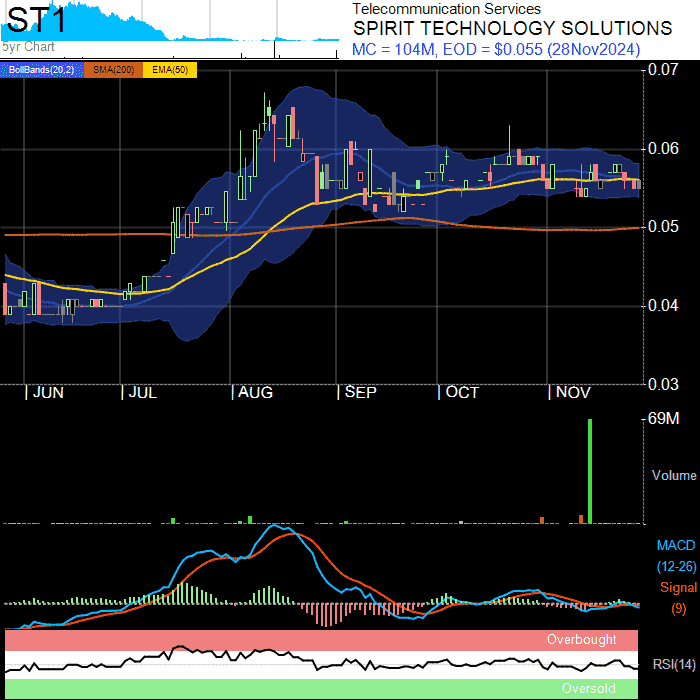 ST1
5yr Chart
Telecommunication Services
SPIRIT TECHNOLOGY SOLUTIONS
MC = 104M, EOD = $0.055 (28Nov2024)
BollBands(20,2) SMA(200) EMA(50)
0.07
0.06
0.05
0.04
0.03
JUN JUL AUG SEP OCT NOV
69M
Volume
MACD
(12-26)
Signal
(9)
Overbought
RSI(14)
Oversold